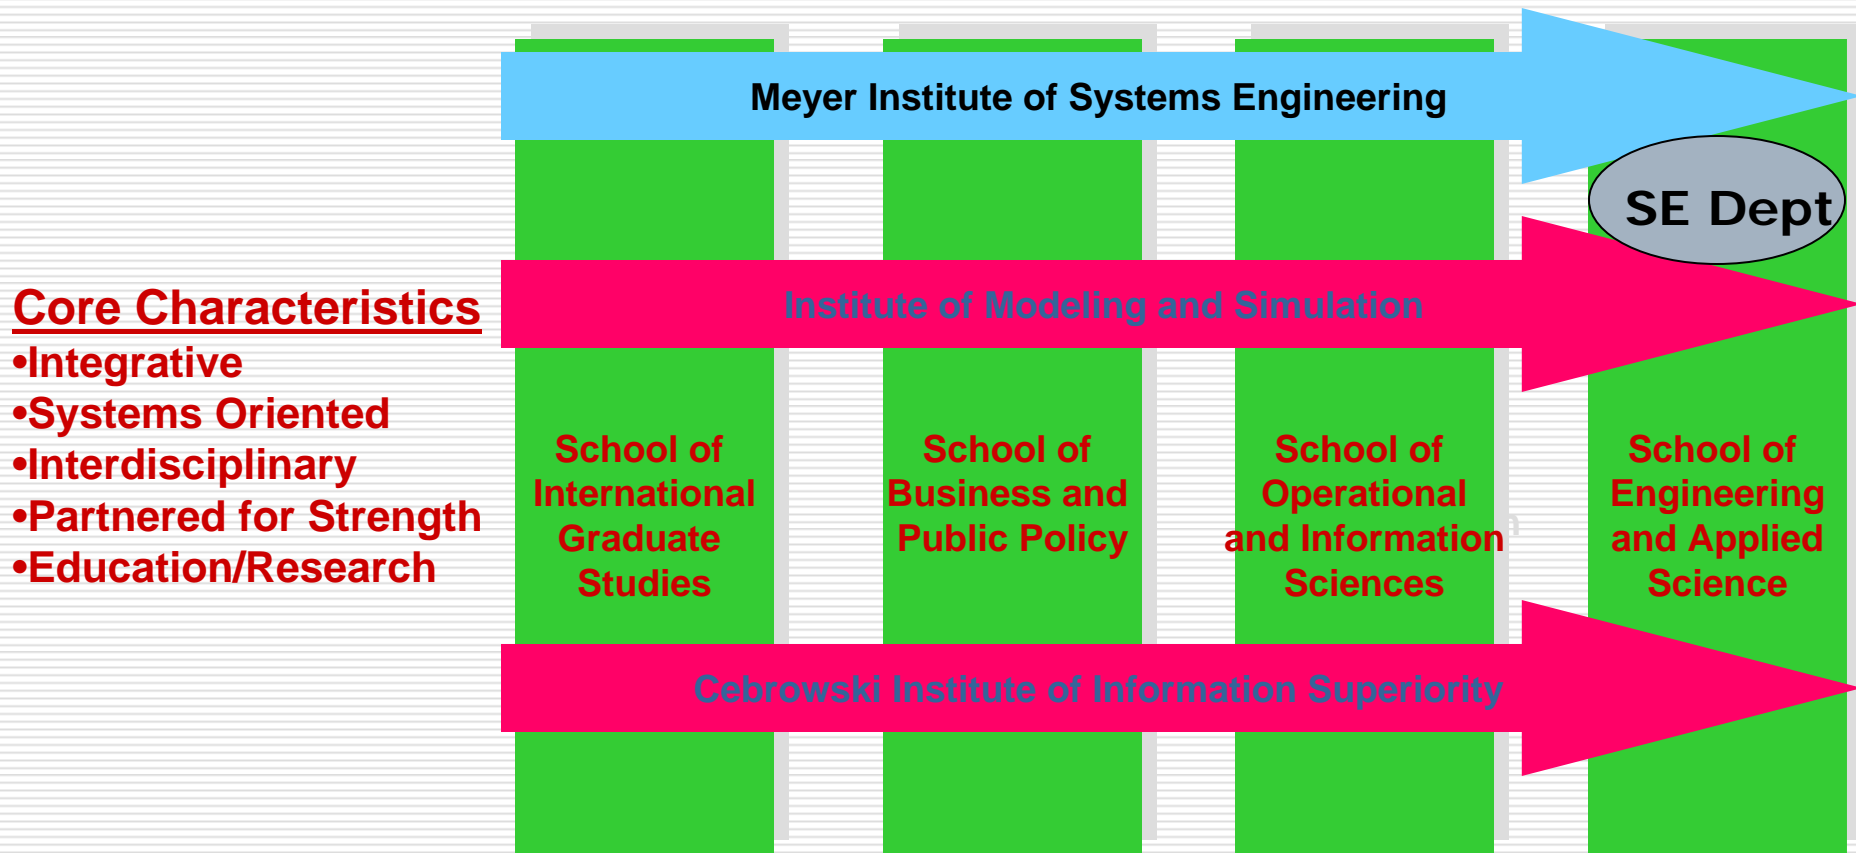 Meyer Institute of Systems Engineering
SE Dept
Institute of Modeling and Simulation
Core Characteristics
•Integrative
•Systems Oriented
•Interdisciplinary
•Partnered for Strength
•Education/Research
School of
International
Graduate
Studies
School of
Business and
Public Policy
School of
Operational
and Information
Sciences
School of
Engineering
and Applied
Science
Cebrowski Institute of Information Superiority